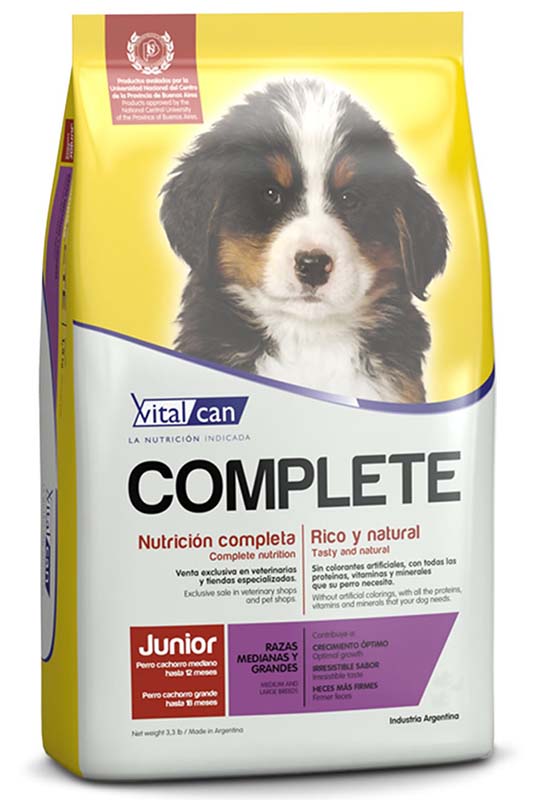 Productos avalados por la
Universidad Nacional del Centro
de la Provincia de Buenos Aires
Products approved by the
National Central University
of the Province of Buenos Aires.
Vital can
LA NUTRICIÓN INDICADA
COMPLETE
Nutrición completa
Complete nutrition
Venta exclusiva en veterinarias
y tiendas especializadas.
Exclusive sale in veterinary shops
and pet shops.
Rico y natural
Tasty and natural
Sin colorantes artificiales, con todas las
proteínas, vitaminas y minerales
que su perro necesita.
Without artificial colorings, with all the proteins,
vitamins and minerals that your dog needs.
Junior
Perro cachorro mediano
hasta 12 meses
Perro cachorro grande
hasta 18 meses
RAZAS
MEDIANAS Y
GRANDES
MEDIUM AND
LARGE BREEDS
Contribuye a:
CRECIMIENTO ÓPTIMO
Optimal growth
IRRESISTIBLE SABOR
Irresistible taste
HECES MÁS FIRMES
Firmer feces
Net weight 3,3 lb / Made in Argentina
Industria Argentina
Vital can